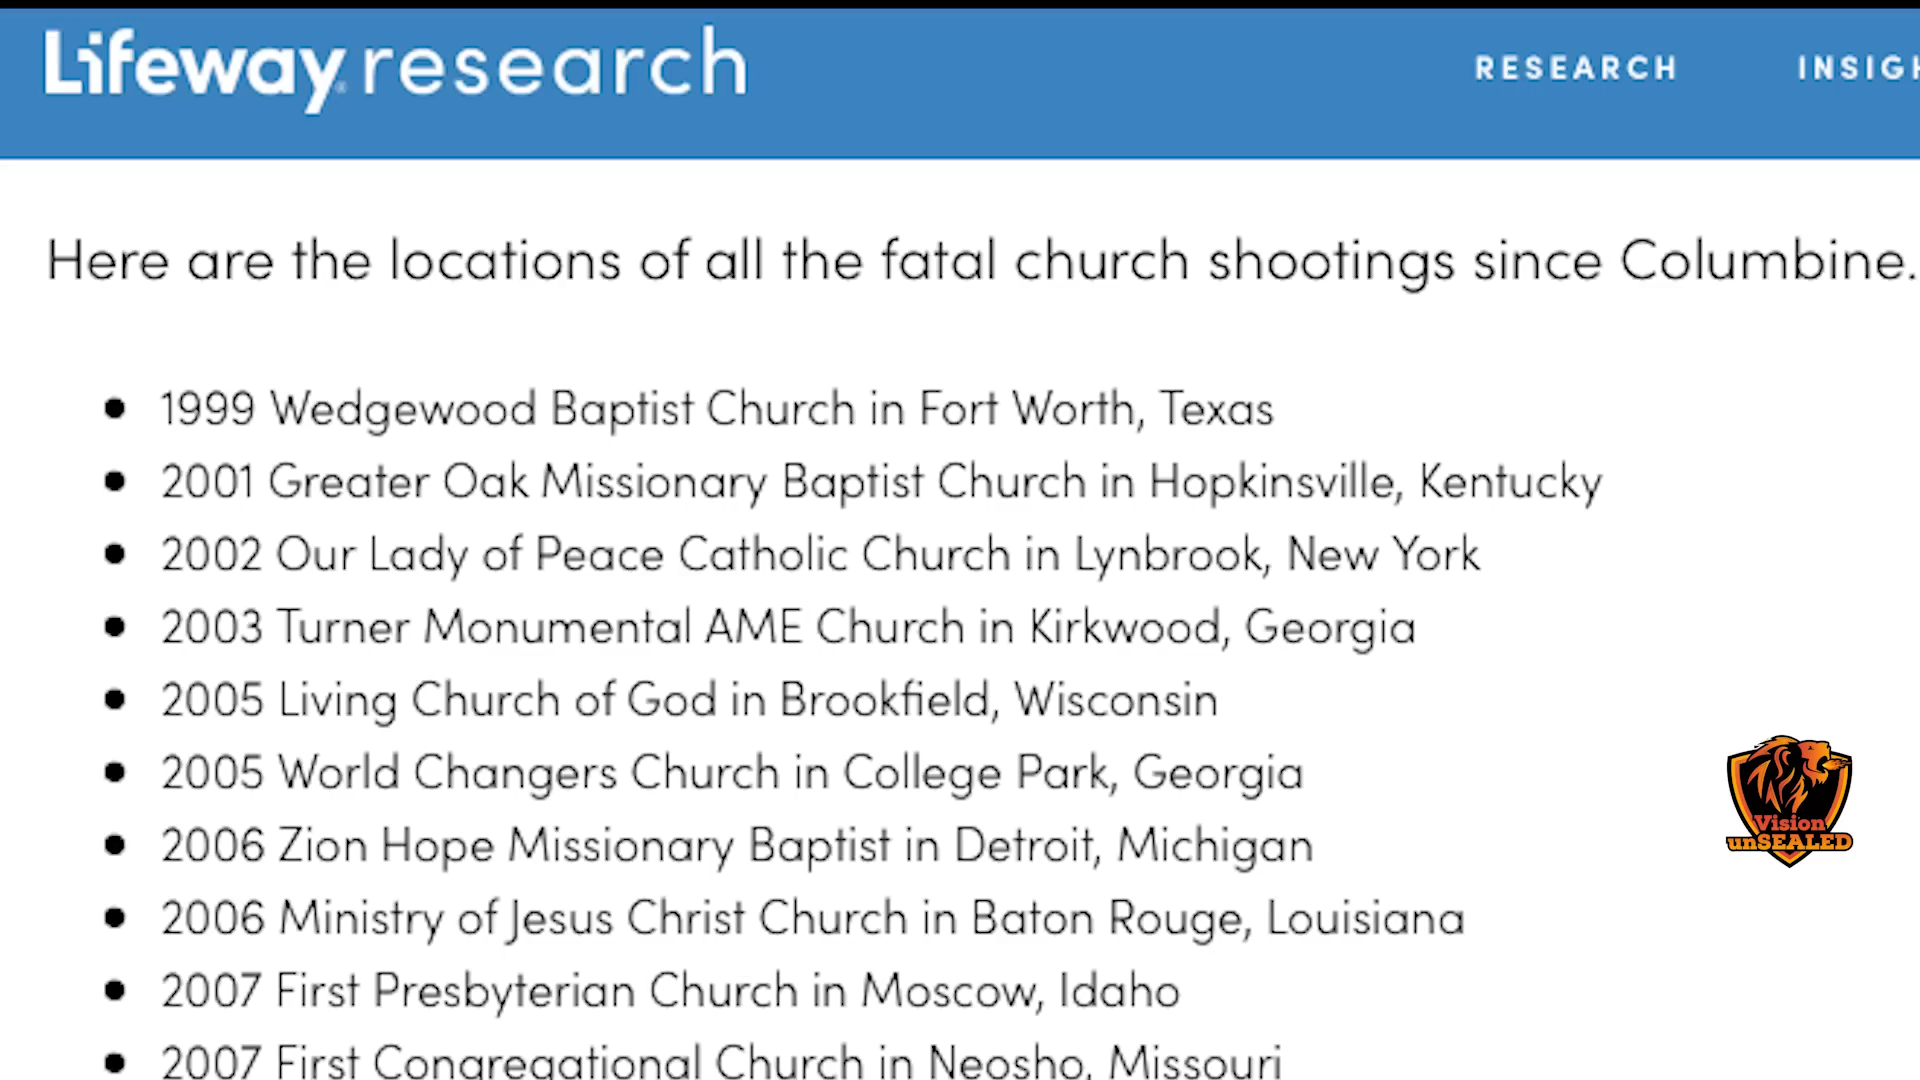 Lifeway research
RESEARCH
INSIGH
Here are the locations of all the fatal church shootings since Columbine.
• 1999 Wedgewood Baptist Church in Fort Worth, Texas
• 2001 Greater Oak Missionary Baptist Church in Hopkinsville, Kentucky
• 2002 Our Lady of Peace Catholic Church in Lynbrook, New York
• 2003 Turner Monumental AME Church in Kirkwood, Georgia
• 2005 Living Church of God in Brookfield, Wisconsin
• 2005 World Changers Church in College Park, Georgia
• 2006 Zion Hope Missionary Baptist in Detroit, Michigan
• 2006 Ministry of Jesus Christ Church in Baton Rouge, Louisiana
• 2007 First Presbyterian Church in Moscow, Idaho
• 2007 First Congregational Church in Neosho, Missouri
Vision
unSEALED